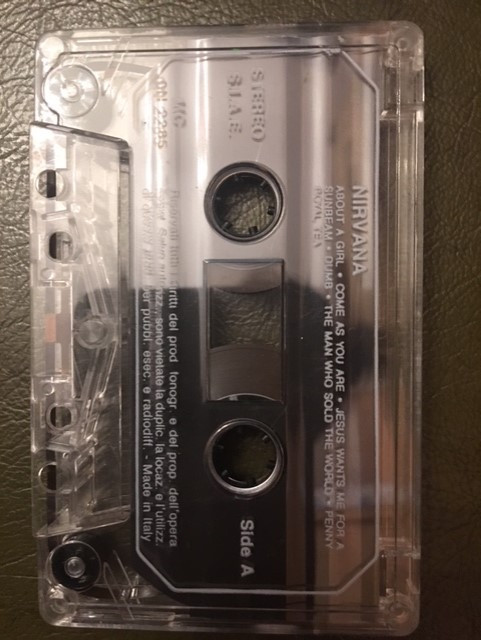 NIRVANA
ABOUT A GIRL • COME AS YOU ARE • JESUS WANTS ME FOR A
SUNBEAM • DUMB • THE MAN WHO SOLD THE WORLD • PENNY
ROYAL TEA
STEREO
S.I.A.E.
Side A
MC
tutti i diritti del prod. fonogr. e del prop. dell'opera
sono vietate la duplic. la locaz. e l'utilizz.
per pubbl. esec. e radiodiff. - Made in Italy